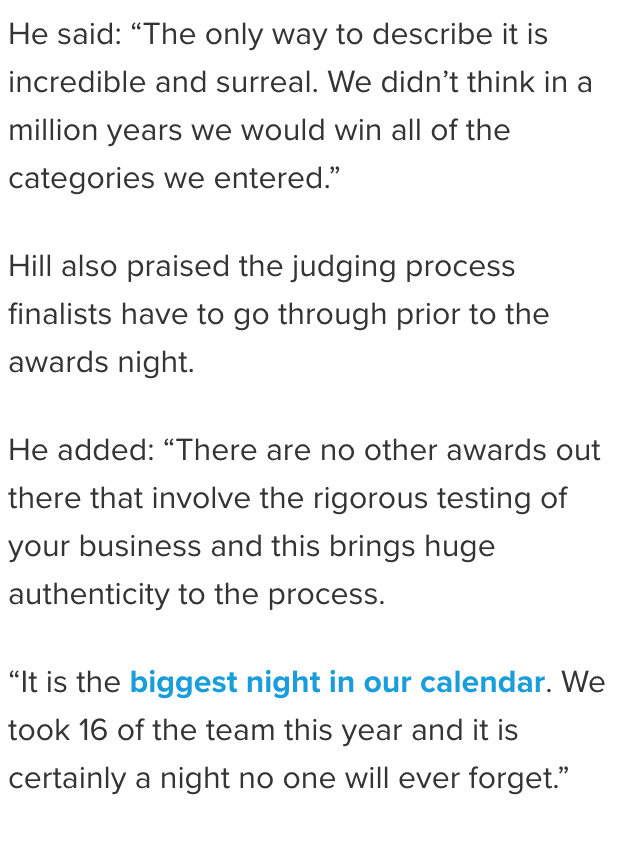 He said: “The only way to describe it is
incredible and surreal. We didn’t think in a
million years we would win all of the
categories we entered.”
Hill also praised the judging process
finalists have to go through prior to the
awards night.
He added: “There are no other awards out
there that involve the rigorous testing of
your business and this brings huge
authenticity to the process.
“It is the biggest night in our calendar. We
took 16 of the team this year and it is
certainly a night no one will ever forget.”